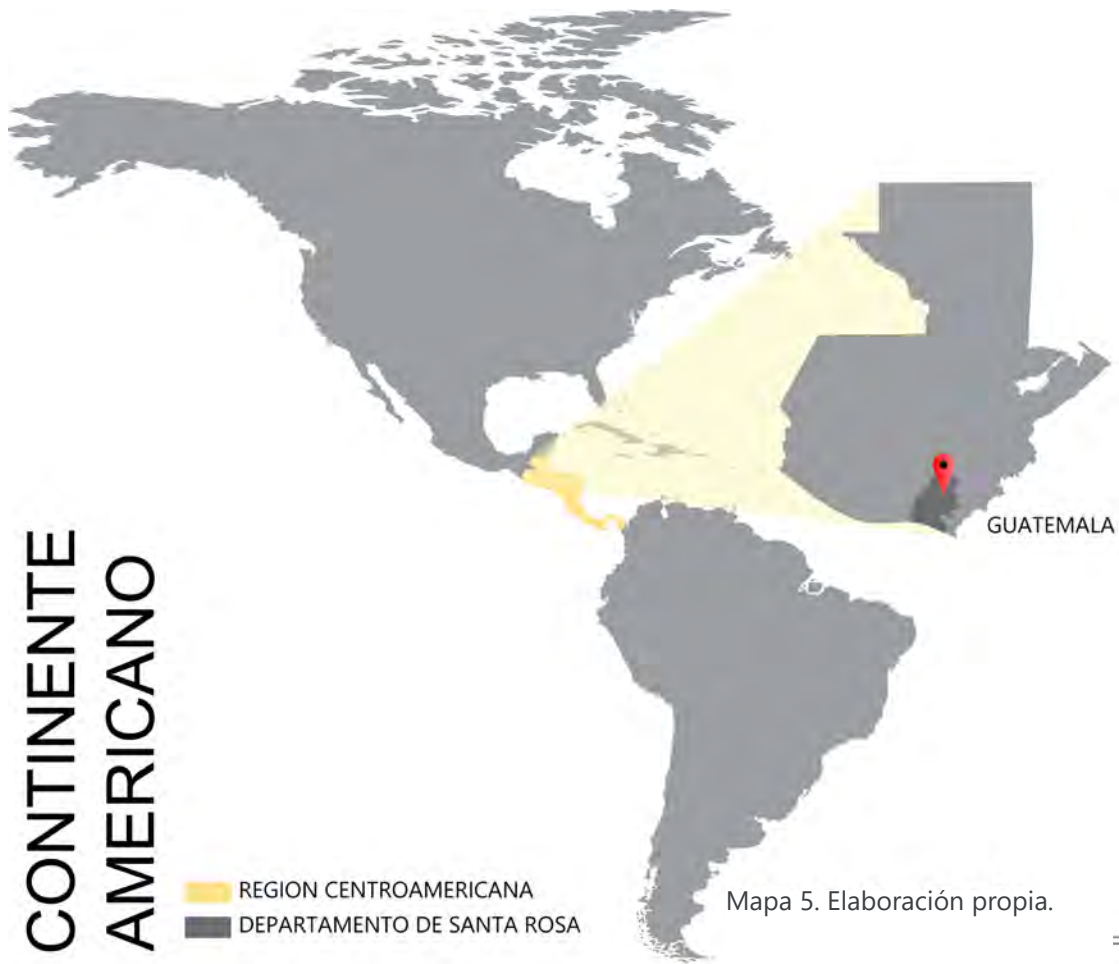 CONTINENTE
AMERICANO
GUATEMALA
REGION CENTROAMERICANA
DEPARTAMENTO DE SANTA ROSA
Mapa 5. Elaboración propia.